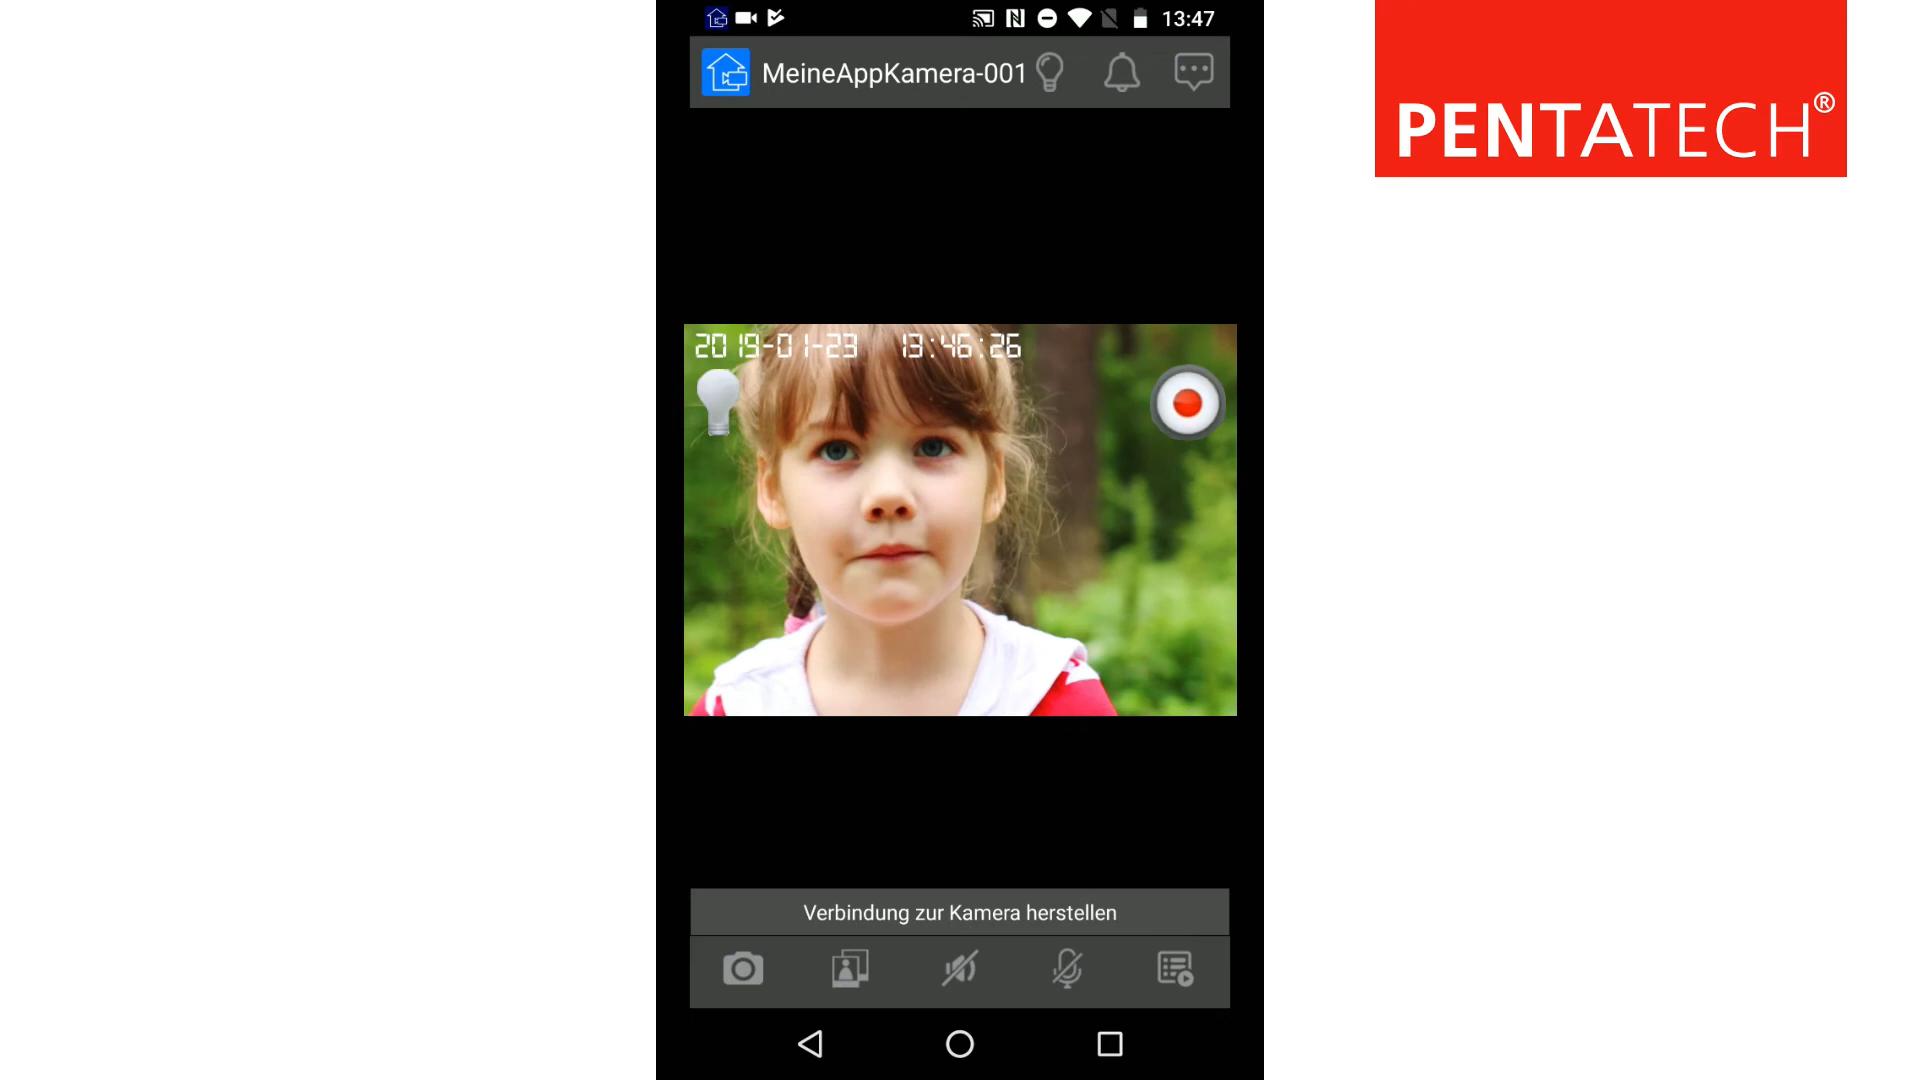 13:47
MeineAppKamera-001
PENTATECH®
2019-01-23 13:46:26
Verbindung zur Kamera herstellen